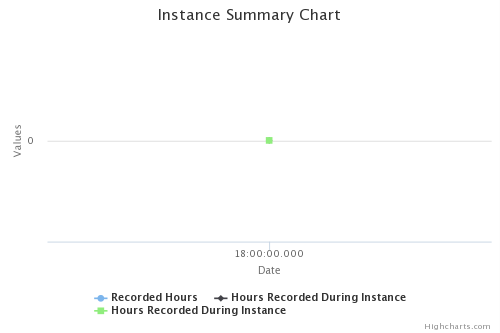 Instance Summary Chart
Values
0
18:00:00.000
Date
Recorded Hours
Hours Recorded During Instance
Hours Recorded During Instance
Highcharts.com